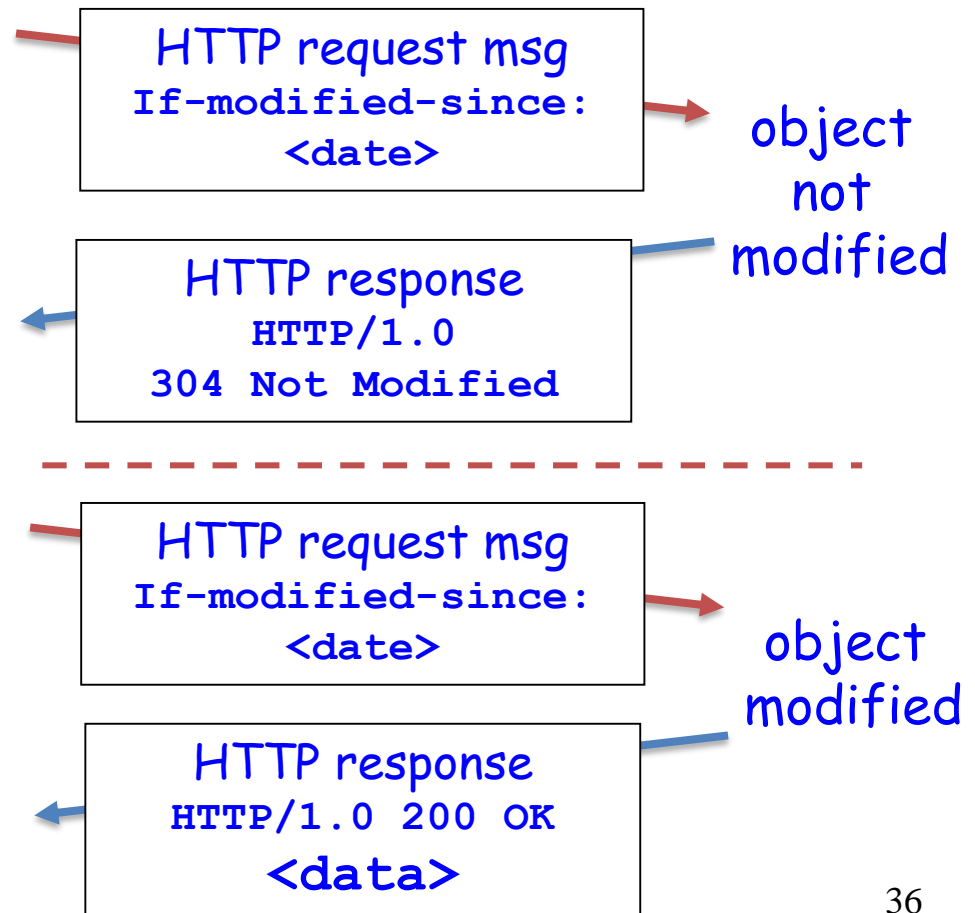 HTTP request msg
If-modified-since:
<date>
object
not
modified
HTTP response
HTTP/1.0
304 Not Modified
HTTP request msg
If-modified-since:
<date>
object
modified
HTTP response
HTTP/1.0 200 OK
<data>
36